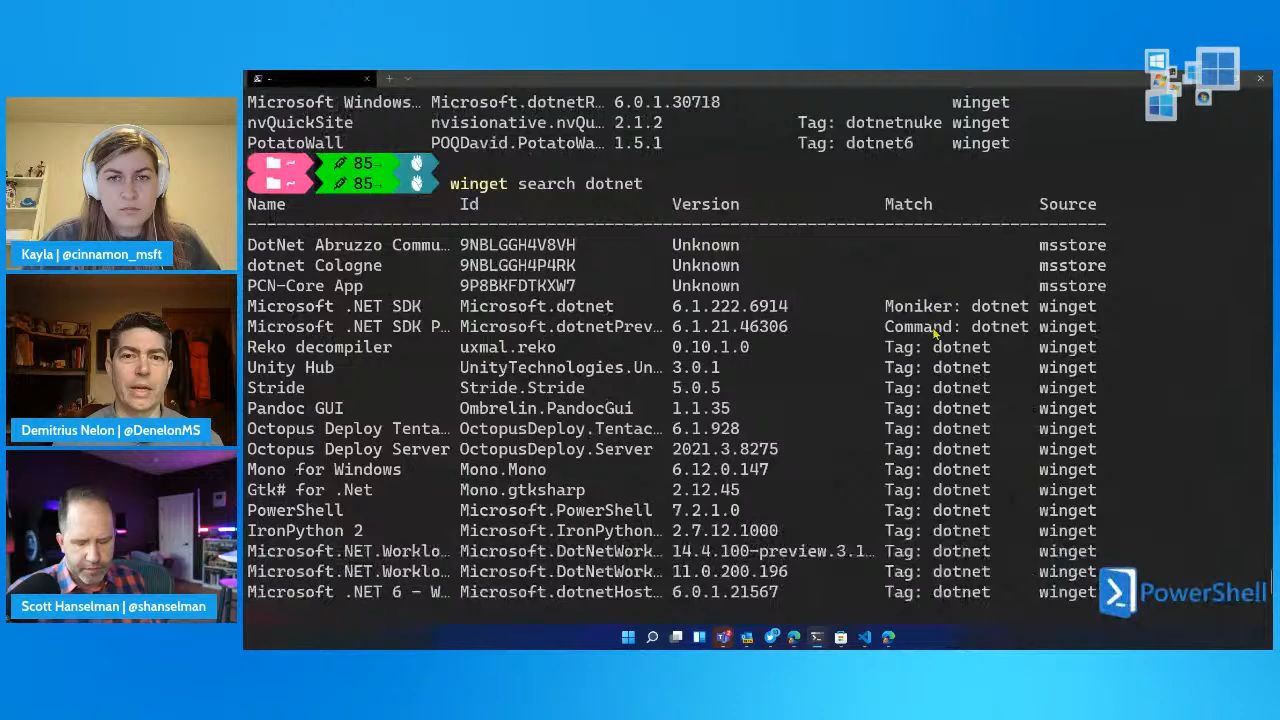 Microsoft Windows… Microsoft.dotnetR… 6.0.1.30718 winget
nvQuickSite nvisionative.nvQu… 2.1.2 Tag: dotnetnuke winget
PotatoWall POQDavid.PotatoWa… 1.5.1 Tag: dotnet6 winget
~ 85→
~ 85→ winget search dotnet
Name Id Version Match Source
DotNet Abruzzo Commu… 9NBLGGH4V8VH Unknown msstore
dotnet Cologne 9NBLGGH4P4RK Unknown msstore
PCN-Core App 9P8BKFDTKXW7 Unknown msstore
Microsoft .NET SDK Microsoft.dotnet 6.1.222.6914 Moniker: dotnet winget
Microsoft .NET SDK P… Microsoft.dotnetPrev… 6.1.21.46306 Command: dotnet winget
Reko decompiler uxmal.reko 0.10.1.0 Tag: dotnet winget
Unity Hub UnityTechnologies.Un… 3.0.1 Tag: dotnet winget
Stride Stride.Stride 5.0.5 Tag: dotnet winget
Pandoc GUI Ombrelin.PandocGui 1.1.35 Tag: dotnet winget
Octopus Deploy Tenta… OctopusDeploy.Tentac… 6.1.928 Tag: dotnet winget
Octopus Deploy Server OctopusDeploy.Server 2021.3.8275 Tag: dotnet winget
Mono for Windows Mono.Mono 6.12.0.147 Tag: dotnet winget
Gtk# for .Net Mono.gtksharp 2.12.45 Tag: dotnet winget
PowerShell Microsoft.PowerShell 7.2.1.0 Tag: dotnet winget
IronPython 2 Microsoft.IronPython… 2.7.12.1000 Tag: dotnet winget
Microsoft.NET.Worklo… Microsoft.DotNetWork… 14.4.100-preview.3.1… Tag: dotnet winget
Microsoft.NET.Worklo… Microsoft.DotNetWork… 11.0.200.196 Tag: dotnet winget
Microsoft .NET 6 - W… Microsoft.dotnetHost… 6.0.1.21567 Tag: dotnet winget
PowerShell
Kayla | @cinnamon_msft
Demitrius Nelon | @DenelonMS
Scott Hanselman | @shanselman